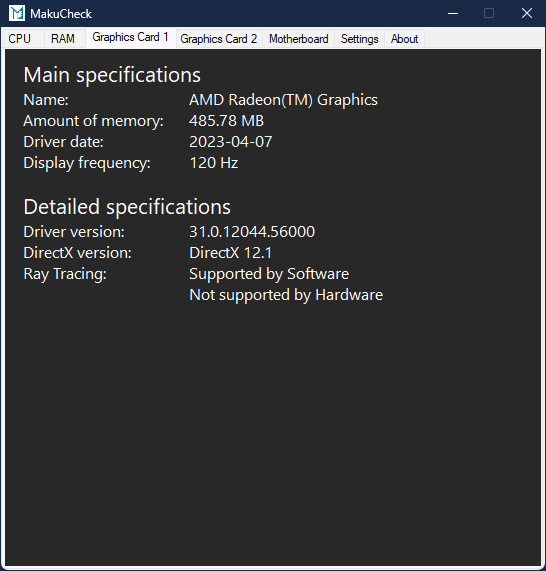 MakuCheck
CPU RAM Graphics Card 1 Graphics Card 2 Motherboard Settings About
Main specifications
Name: AMD Radeon(TM) Graphics
Amount of memory: 485.78 MB
Driver date: 2023-04-07
Display frequency: 120 Hz
Detailed specifications
Driver version: 31.0.12044.56000
DirectX version: DirectX 12.1
Ray Tracing: Supported by Software
Not supported by Hardware